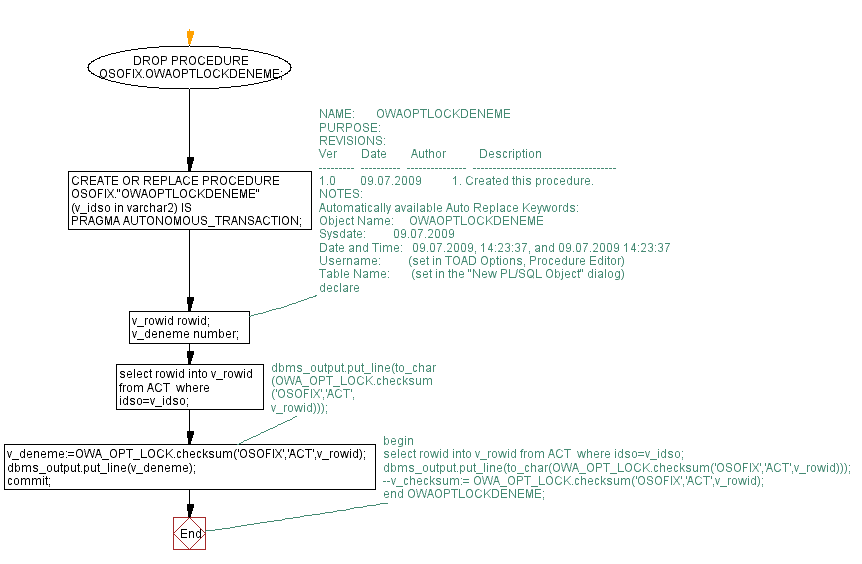 DROP PROCEDURE
OSOFIX.OWAOPTLOCKDENEME;
NAME: OWAOPTLOCKDENEME
PURPOSE:
REVISIONS:
Ver Date Author Description
--------- ---------- --------------- ------------------------------------
1.0 09.07.2009 1. Created this procedure.
NOTES:
Automatically available Auto Replace Keywords:
Object Name: OWAOPTLOCKDENEME
Sysdate: 09.07.2009
Date and Time: 09.07.2009, 14:23:37, and 09.07.2009 14:23:37
Username: (set in TOAD Options, Procedure Editor)
Table Name: (set in the "New PL/SQL Object" dialog)
declare
CREATE OR REPLACE PROCEDURE
OSOFIX."OWAOPTLOCKDENEME"
(v_idso in varchar2) IS
PRAGMA AUTONOMOUS_TRANSACTION;
v_rowid rowid;
v_deneme number;
select rowid into v_rowid
from ACT where
idso=v_idso;
dbms_output.put_line(to_char
(OWA_OPT_LOCK.checksum
('OSOFIX','ACT',
v_rowid)));
v_deneme:=OWA_OPT_LOCK.checksum('OSOFIX','ACT',v_rowid);
dbms_output.put_line(v_deneme);
commit;
begin
select rowid into v_rowid from ACT where idso=v_idso;
dbms_output.put_line(to_char(OWA_OPT_LOCK.checksum('OSOFIX','ACT',v_rowid)));
--v_checksum:= OWA_OPT_LOCK.checksum('OSOFIX','ACT',v_rowid);
end OWAOPTLOCKDENEME;
End